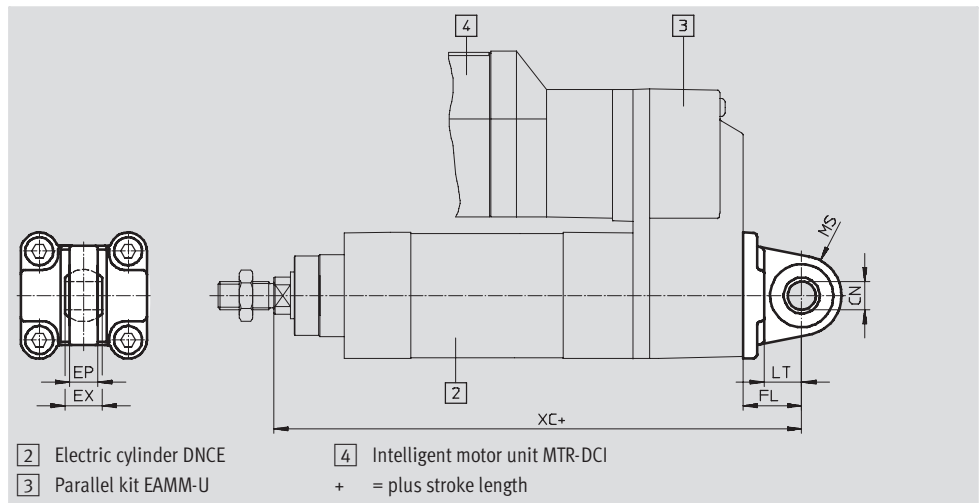 4
3
MS
CN
EP
EX
LT
FL
2
XC+
2 Electric cylinder DNCE
3 Parallel kit EAMM-U
4 Intelligent motor unit MTR-DCI
+ = plus stroke length